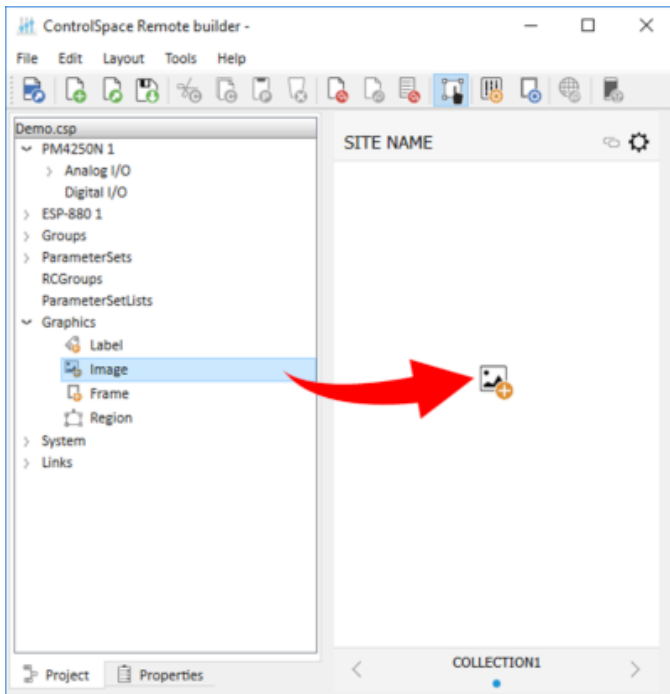 ControlSpace Remote builder -
File Edit Layout Tools Help
Demo.csp
PM4250N 1
Analog I/O
Digital I/O
ESP-880 1
Groups
ParameterSets
RCGroups
ParameterSetLists
Graphics
Label
Image
Frame
Region
System
Links
Project Properties
SITE NAME
COLLECTION1